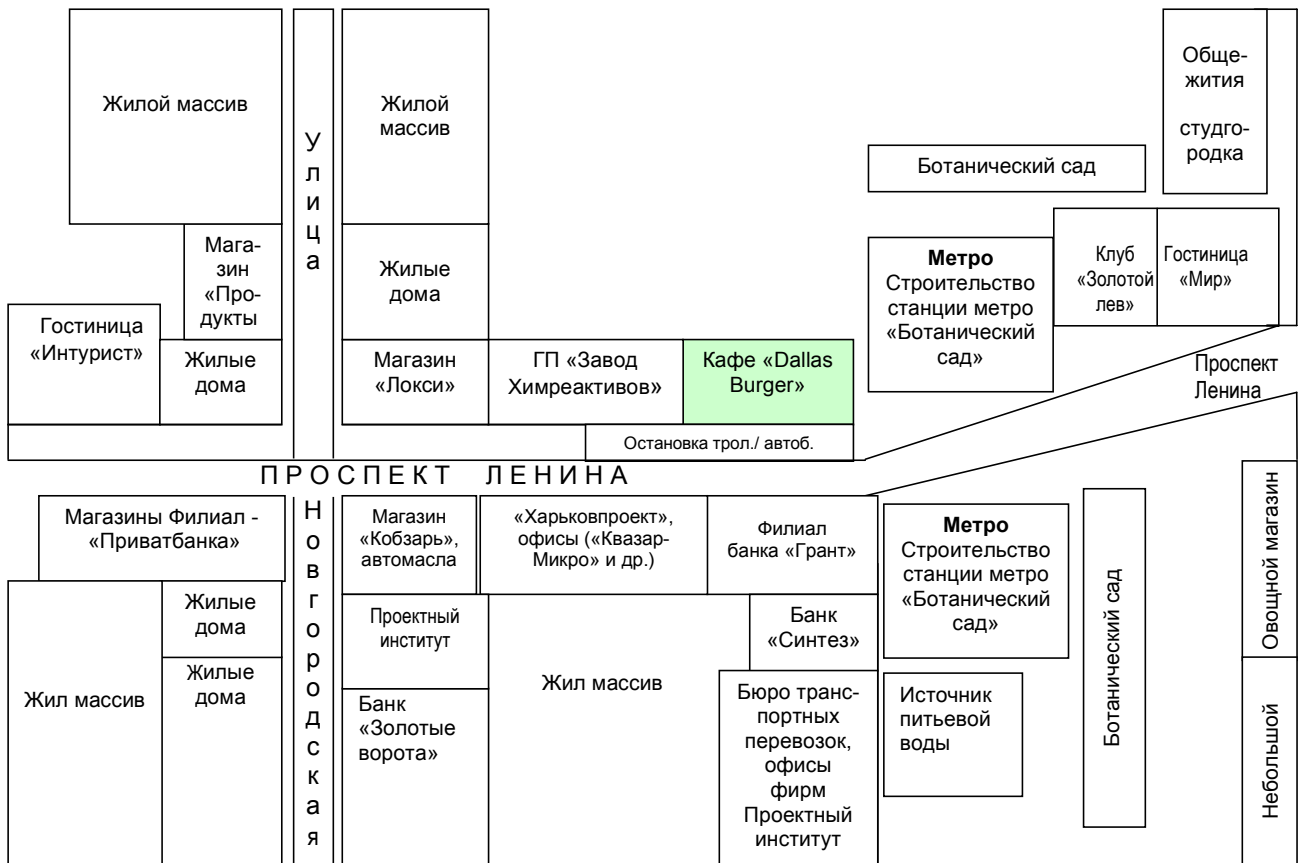 Жилой массив
Жилой
массив
Обще-
жития
студго-
родка
Улица
Ботанический сад
Мага-
зин
«Про-
дукты
Жилые
дома
Метро
Строительство
станции метро
«Ботанический
сад»
Клуб
«Золотой
лев»
Гостиница
«Мир»
Гостиница
«Интурист»
Жилые
дома
Магазин
«Локси»
ГП «Завод
Химреактивов»
Кафе «Dallas
Burger»
Проспект
Ленина
Остановка трол./ автоб.
ПРОСПЕКТ ЛЕНИНА
Магазины Филиал -
«Приватбанка»
Новгородская
Магазин
«Кобзарь»,
автомасла
«Харьковпроект»,
офисы («Квазар-
Микро» и др.)
Филиал
банка «Грант»
Метро
Строительство
станции метро
«Ботанический
сад»
Ботанический сад
Овощной магазин
Жилые
дома
Проектный
институт
Банк
«Синтез»
Жил массив
Жилые
дома
Банк
«Золотые
ворота»
Жил массив
Бюро транс-
портных
перевозок,
офисы
фирм
Проектный
институт
Источник
питьевой
воды
Небольшой